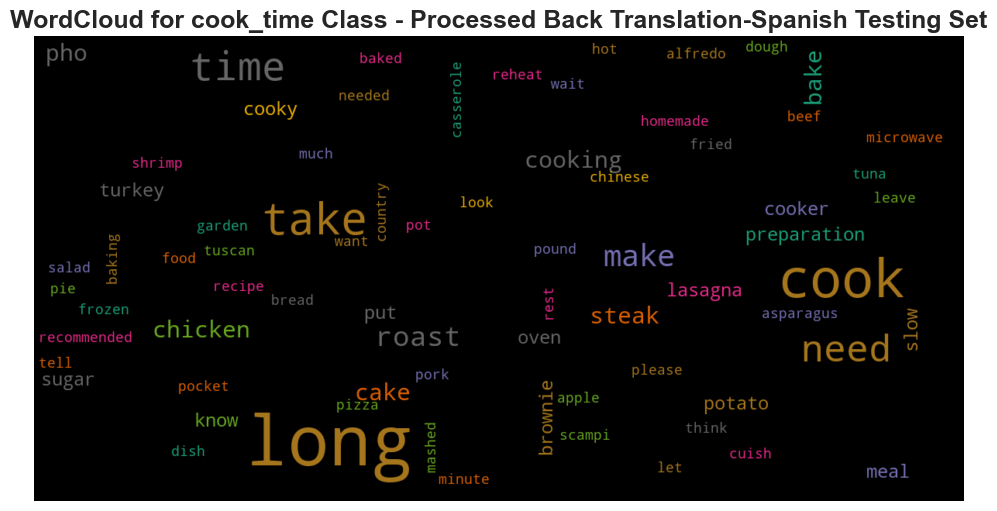 WordCloud for cook_time Class - Processed Back Translation-Spanish Testing Set
pho
time
baked
cooky
needed
casserole
reheat
wait
hot
alfredo
dough
bake
beef
homemade
microwave
fried
shrimp
much
turkey
cooking
chinese
tuna
leave
take
country
look
cooker
garden
want
pot
preparation
baking
tuscan
pound
make
salad
food
cook
pie
recipe
bread
rest
lasagna
frozen
put
steak
asparagus
slow
recommended
chicken
roast
oven
need
tell
sugar
pocket
cake
pork
please
brownie
apple
potato
pizza
know
long
mashed
scampi
think
dish
minute
let
cuish
meal